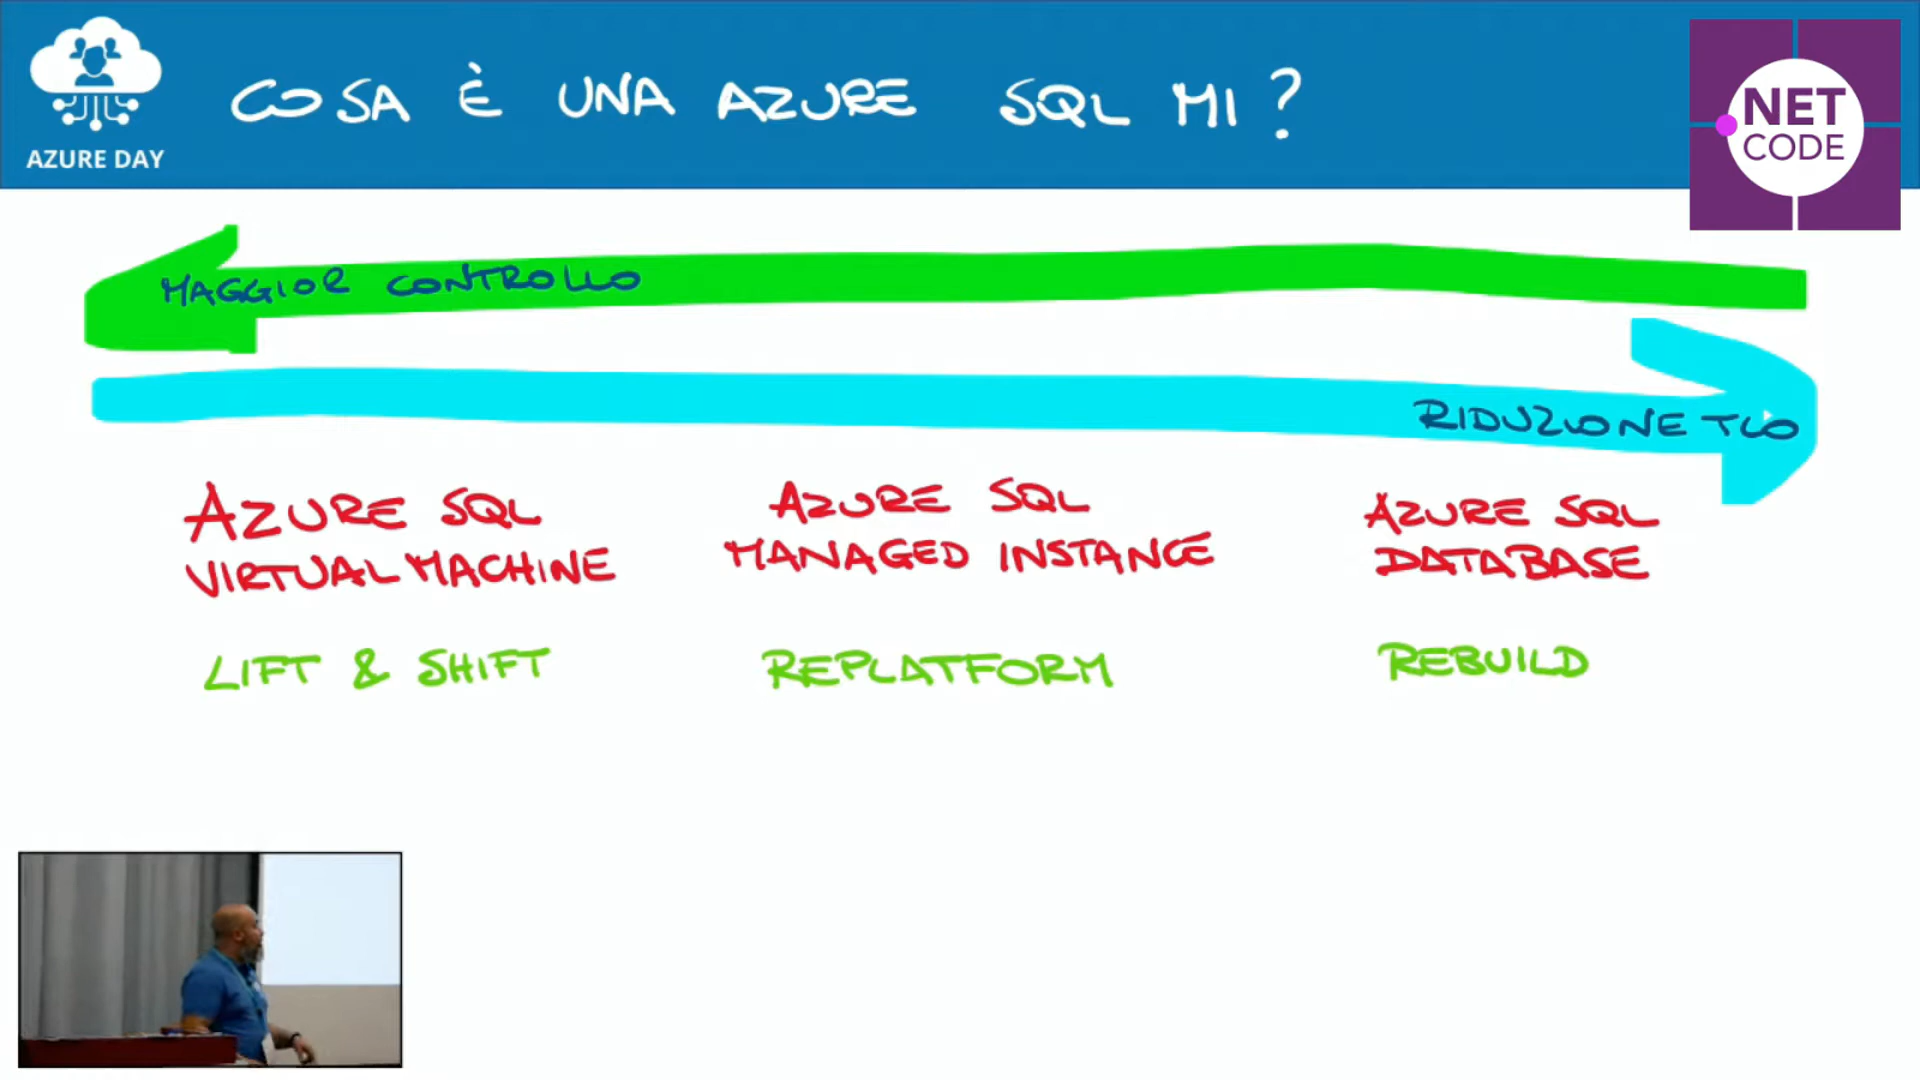 AZURE DAY
COSA È UNA AZURE SQL MI?
NET
CODE
MAGGIOR CONTROLLO
RIDUZIONE TCO
AZURE SQL
VIRTUAL MACHINE
AZURE SQL
MANAGED INSTANCE
AZURE SQL
DATABASE
LIFT & SHIFT
REPLATFORM
REBUILD